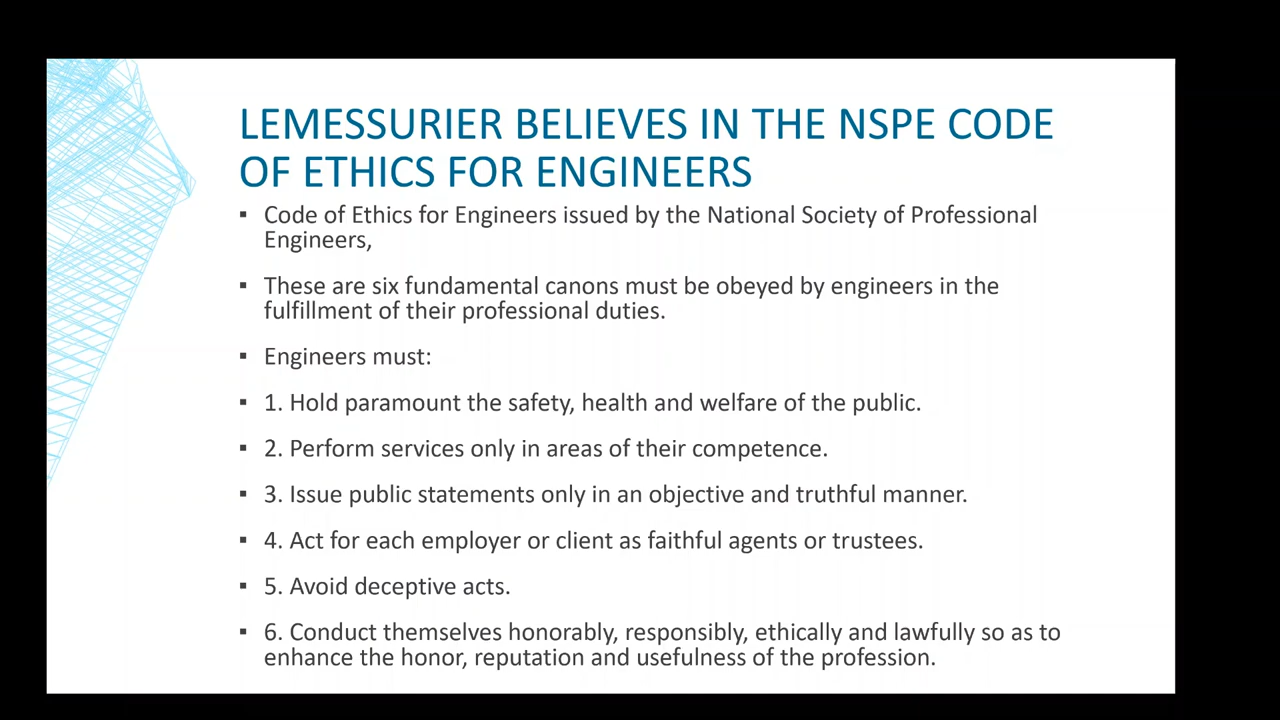 LEMESSURIER BELIEVES IN THE NSPE CODE
OF ETHICS FOR ENGINEERS
▪ Code of Ethics for Engineers issued by the National Society of Professional
Engineers,
▪ These are six fundamental canons must be obeyed by engineers in the
fulfillment of their professional duties.
▪ Engineers must:
▪ 1. Hold paramount the safety, health and welfare of the public.
▪ 2. Perform services only in areas of their competence.
▪ 3. Issue public statements only in an objective and truthful manner.
▪ 4. Act for each employer or client as faithful agents or trustees.
▪ 5. Avoid deceptive acts.
▪ 6. Conduct themselves honorably, responsibly, ethically and lawfully so as to
enhance the honor, reputation and usefulness of the profession.